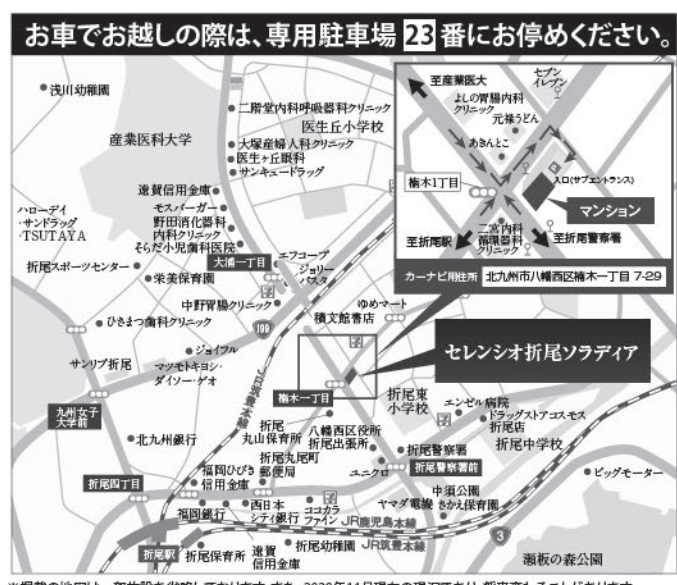 お車でお越しの際は、専用駐車場 23 番にお停めください。
浅川幼稚園
産業医科大学
二階堂内科呼吸器科クリニック
医生丘小学校
大塚産婦人科クリニック
医生ヶ丘眼科
サンキュードラッグ
遠賀信用金庫
モスバーガー
野田消化器科
内科クリニック
そらだ小児歯科医院
ハローデイ
・サンドラッグ
・TSUTAYA
折尾スポーツセンター
栄美保育園
大浦一丁目
エフコープ
ジョリー
パスタ
中野胃腸クリニック
ひさまつ歯科クリニック
199
ゆめマート
積文館書店
サンリブ折尾
ジョイフル
マツモトキヨシ・
ダイソー・ゲオ
JR筑豊本線
至産業医大
セブン
イレブン
よしの胃腸内科
クリニック
元禄うどん
あきんとこ
楠木1丁目
入口(サブエントランス)
マンション
二宮内科
循環器科
クリニック
至折尾駅
至折尾警察署
カーナビ用住所 北九州市八幡西区楠木一丁目 7-29
セレンシオ折尾ソラディア
楠木一丁目
折尾東
小学校
エンゼル病院
ドラッグストアコスモス
折尾店
折尾中学校
九州女子
大学前
北九州銀行
折尾
丸山保育所
八幡西区役所
折尾出張所
折尾丸尾町
郵便局
折尾警察署
折尾警察署前
ユニクロ
ビッグモーター
折尾四丁目
福岡ひびき
信用金庫
福岡銀行
西日本
シティ銀行
ココカラ
ファイン
ヤマダ電機
中須公園
さかえ保育園
JR鹿児島本線
3
折尾駅
折尾保育所
遠賀
信用金庫
折尾幼稚園
JR筑豊本線
瀬板の森公園